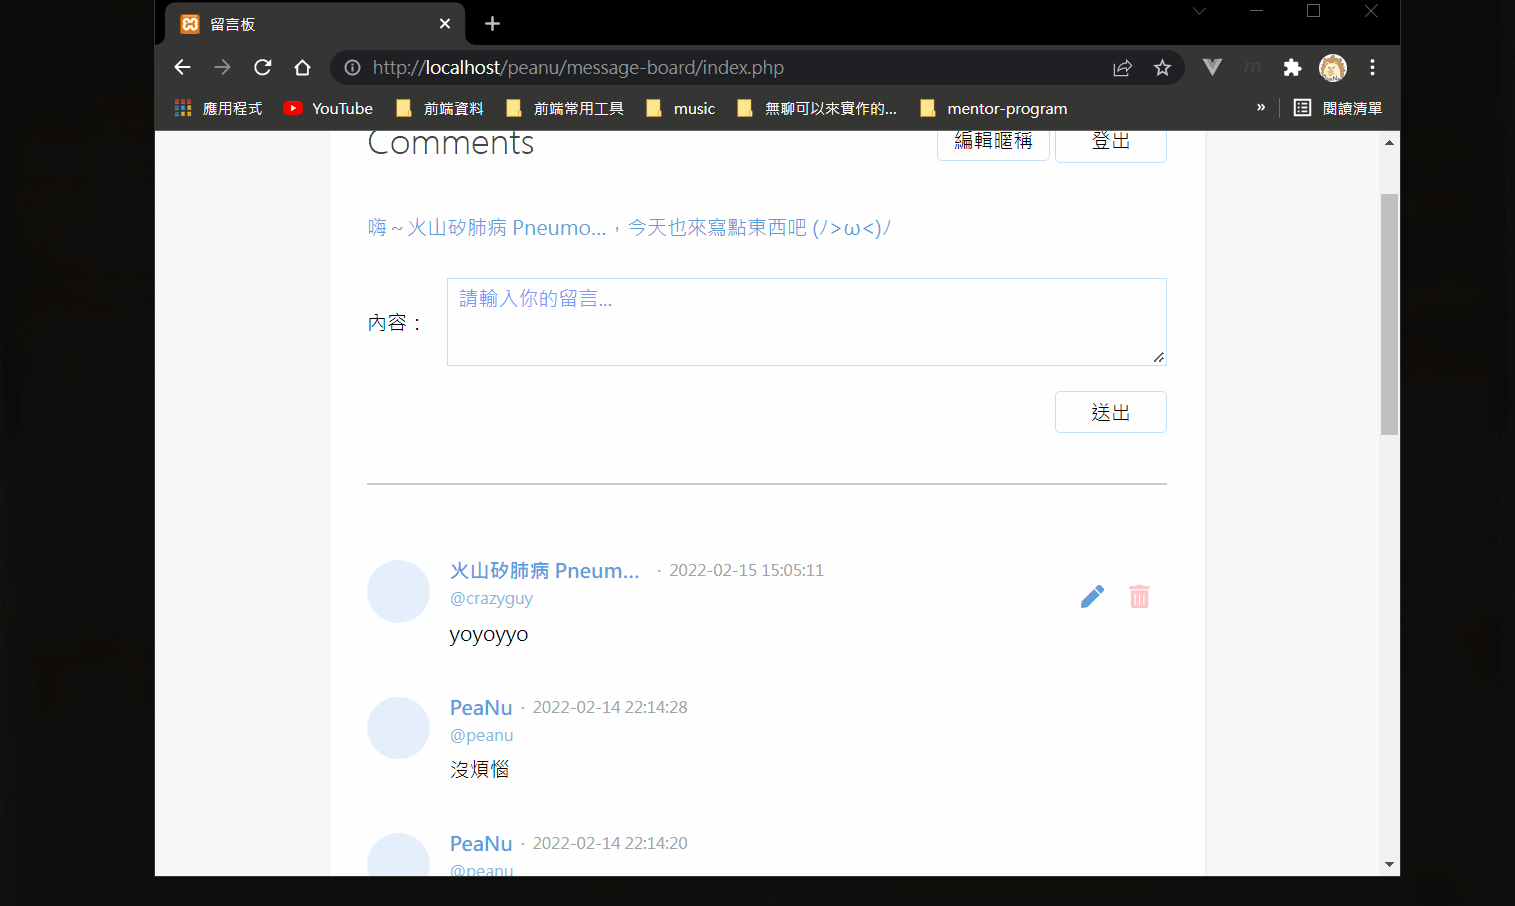 留言板
http://localhost/peanu/message-board/index.php
應用程式 YouTube 前端資料 前端常用工具 music 無聊可以來實作的... mentor-program » 閱讀清單
Comments 編輯暱稱 登出
嗨～火山矽肺病 Pneumo...，今天也來寫點東西吧 (/>ω<)/
請輸入你的留言...
內容：
送出
火山矽肺病 Pneum... · 2022-02-15 15:05:11
@crazyguy
yoyoyyo
PeaNu · 2022-02-14 22:14:28
@peanu
沒煩惱
PeaNu · 2022-02-14 22:14:20
@peanu